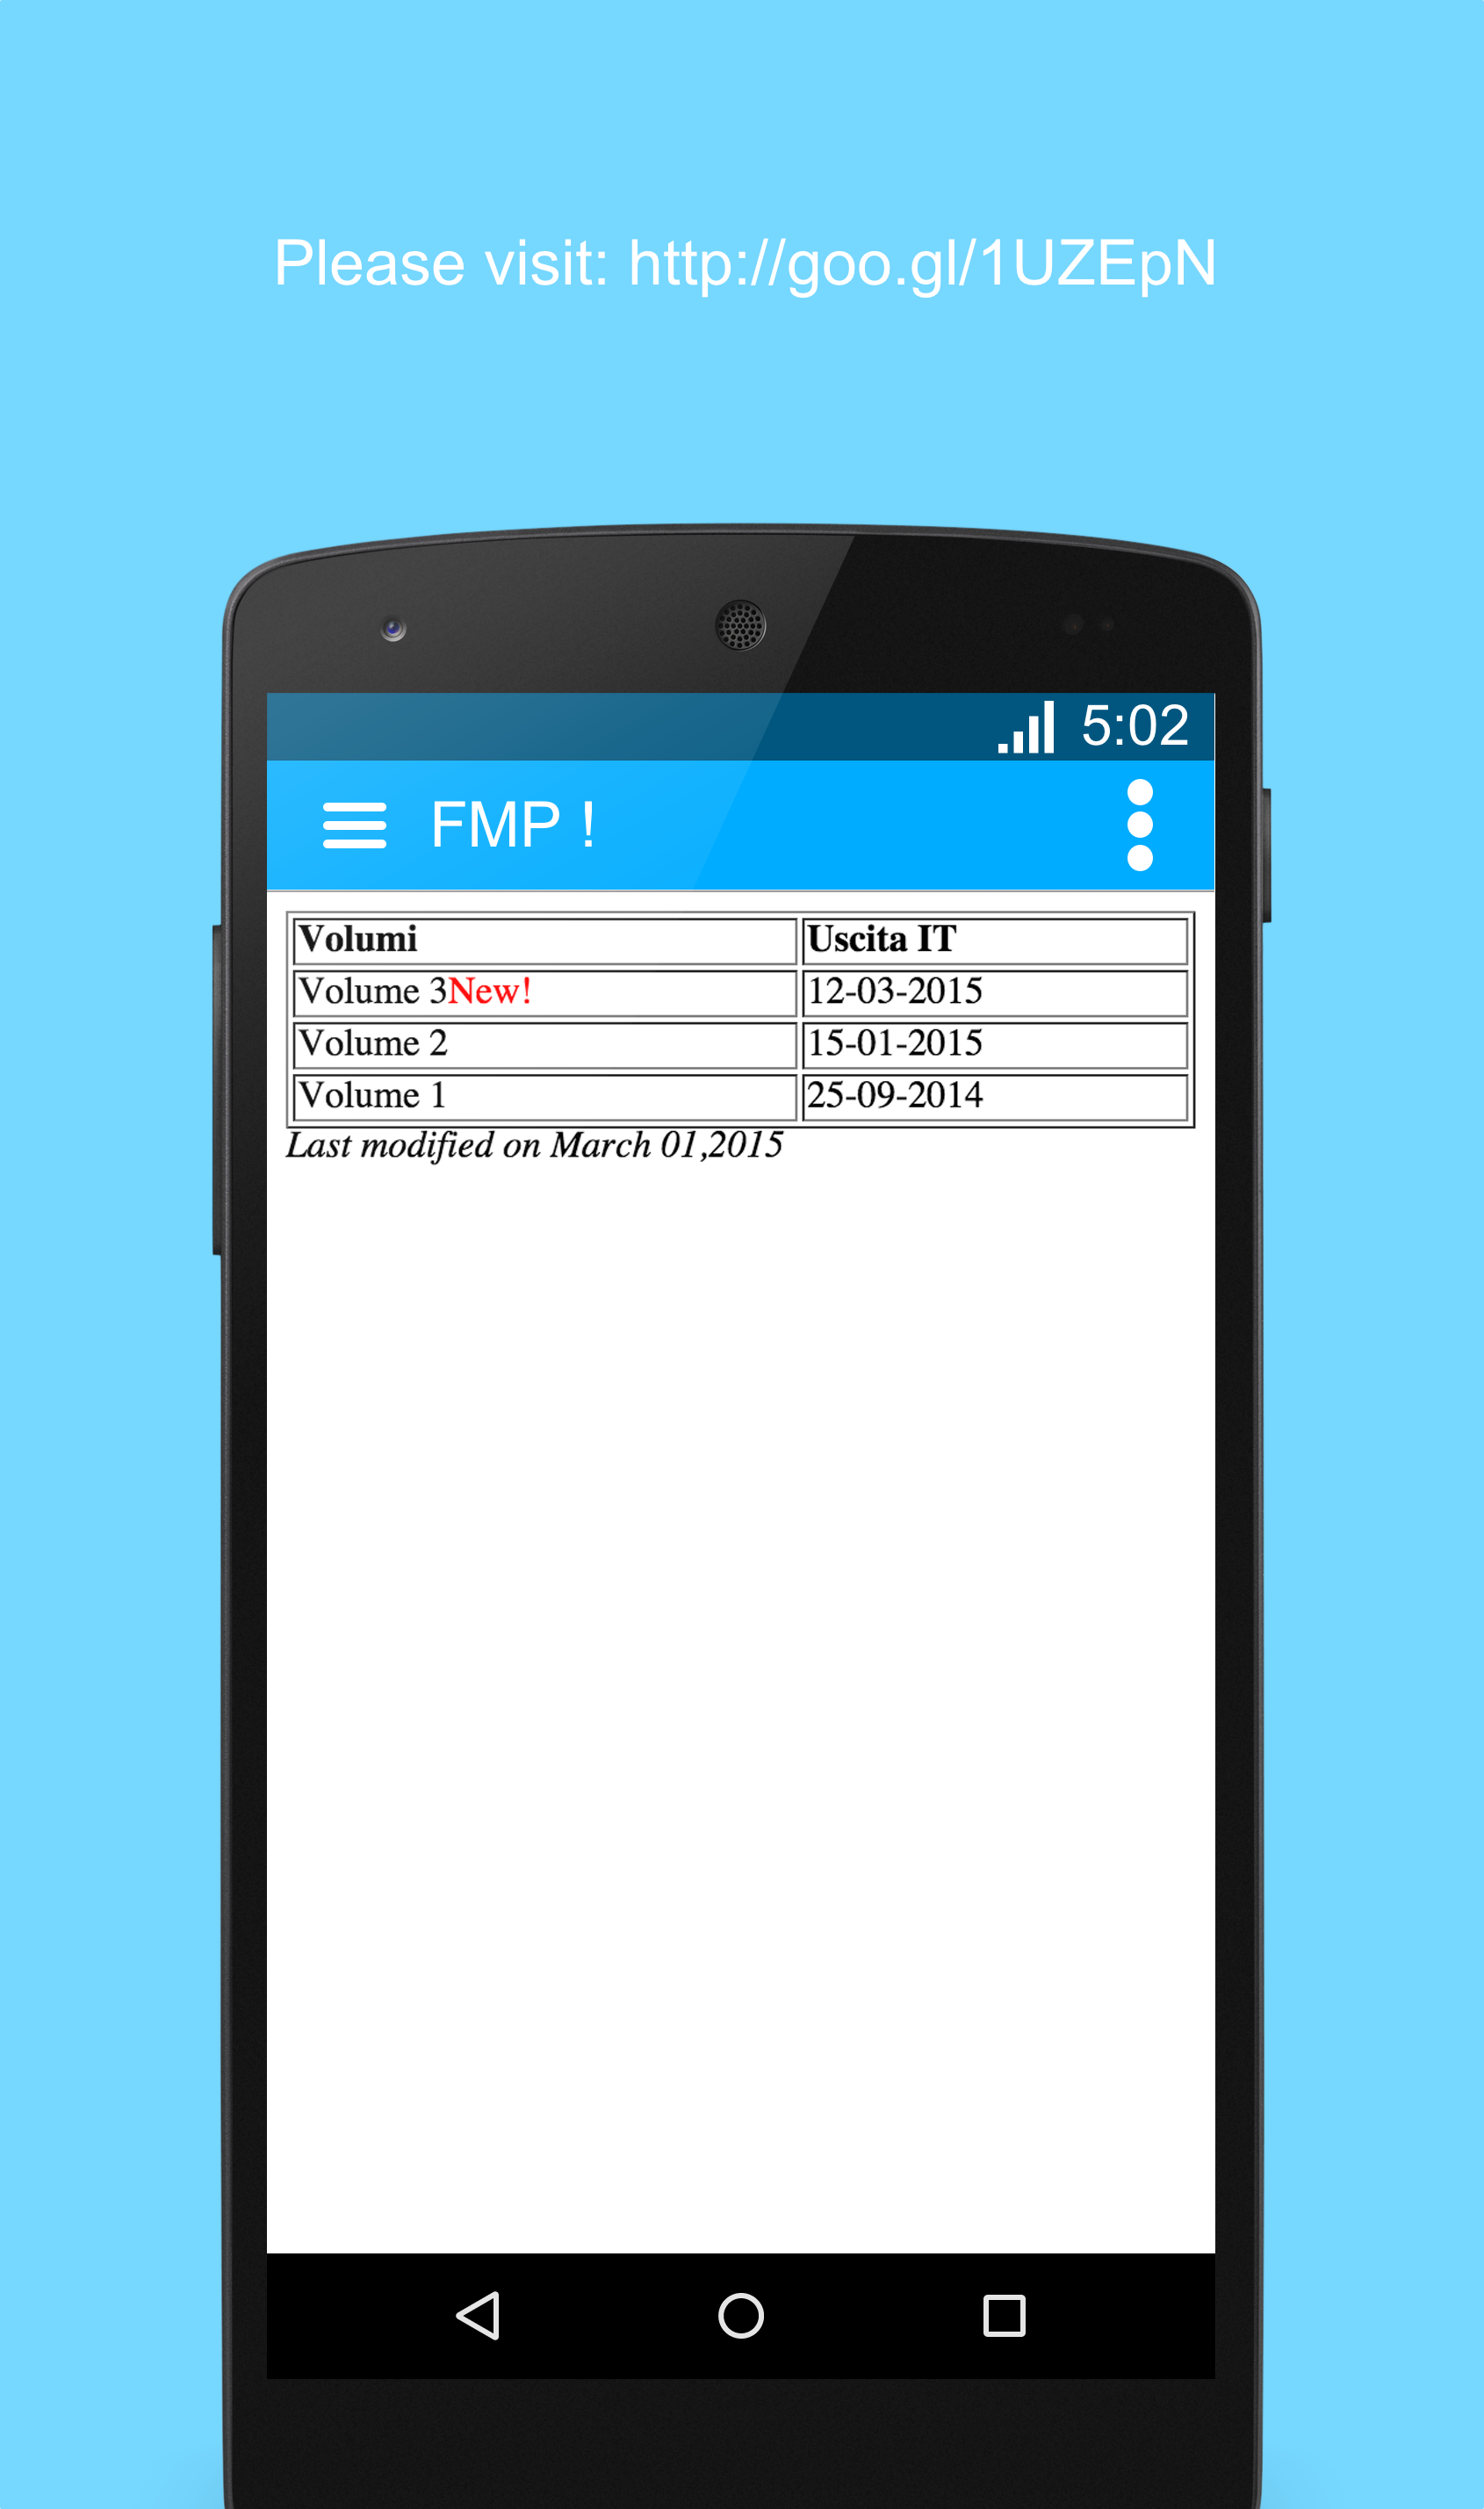 Please visit: http://goo.gl/1UZEpN
5:02
FMP !
Volumi Uscita IT
Volume 3New! 12-03-2015
Volume 2 15-01-2015
Volume 1 25-09-2014
Last modified on March 01,2015